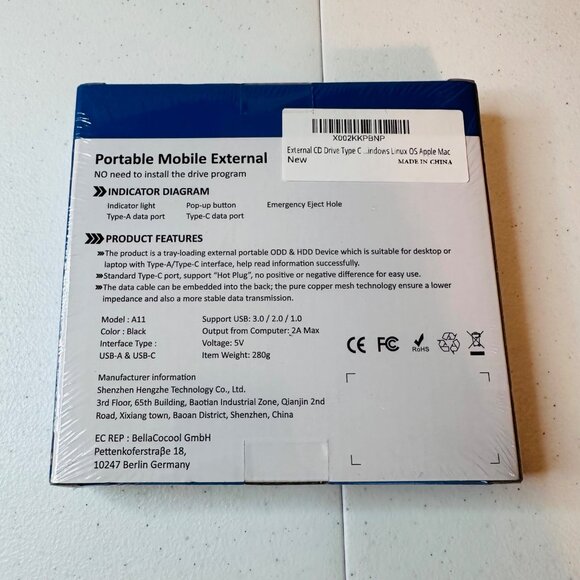 X002KKPBNP
External CD Drive Type C ...indows Linux OS Apple Mac
New
MADE IN CHINA
Portable Mobile External
NO need to install the drive program
INDICATOR DIAGRAM
Indicator light Pop-up button Emergency Eject Hole
Type-A data port Type-C data port
PRODUCT FEATURES
The product is a tray-loading external portable ODD & HDD Device which is suitable for desktop or
laptop with Type-A/Type-C interface, help read information successfully.
Standard Type-C port, support “Hot Plug”, no positive or negative difference for easy use.
The data cable can be embedded into the back; the pure copper mesh technology ensure a lower
impedance and also a more stable data transmission.
Model : A11 Support USB: 3.0 / 2.0 / 1.0
Color : Black Output from Computer: 2A Max
Interface Type : Voltage: 5V
USB-A & USB-C Item Weight: 280g
CE FC RoHS
Manufacturer information
Shenzhen Hengzhe Technology Co., Ltd.
3rd Floor, 65th Building, Baotian Industrial Zone, Qianjin 2nd
Road, Xixiang town, Baoan District, Shenzhen, China
EC REP : BellaCocool GmbH
Pettenkoferstraße 18,
10247 Berlin Germany